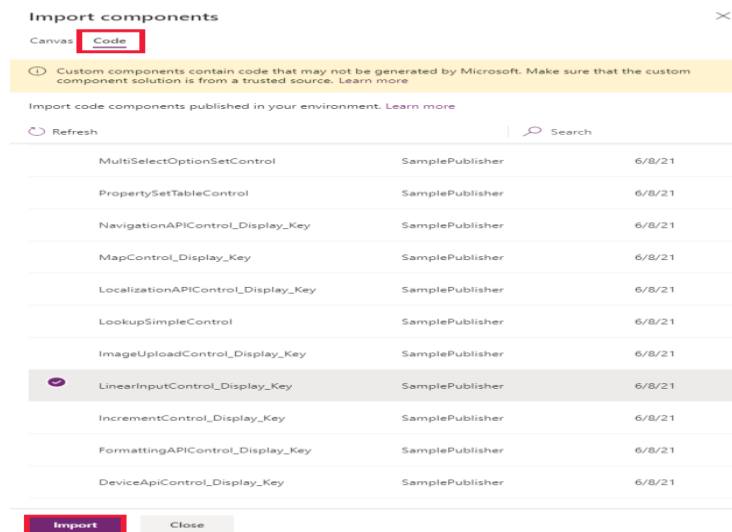 Import components
Canvas Code
Custom components contain code that may not be generated by Microsoft. Make sure that the custom
component solution is from a trusted source. Learn more
Import code components published in your environment. Learn more
Refresh Search
MultiSelectOptionSetControl SamplePublisher 6/8/21
PropertySetTableControl SamplePublisher 6/8/21
NavigationAPIControl_Display_Key SamplePublisher 6/8/21
MapControl_Display_Key SamplePublisher 6/8/21
LocalizationAPIControl_Display_Key SamplePublisher 6/8/21
LookupSimpleControl SamplePublisher 6/8/21
ImageUploadControl_Display_Key SamplePublisher 6/8/21
LinearInputControl_Display_Key SamplePublisher 6/8/21
IncrementControl_Display_Key SamplePublisher 6/8/21
FormattingAPIControl_Display_Key SamplePublisher 6/8/21
DeviceApiControl_Display_Key SamplePublisher 6/8/21
Import Close